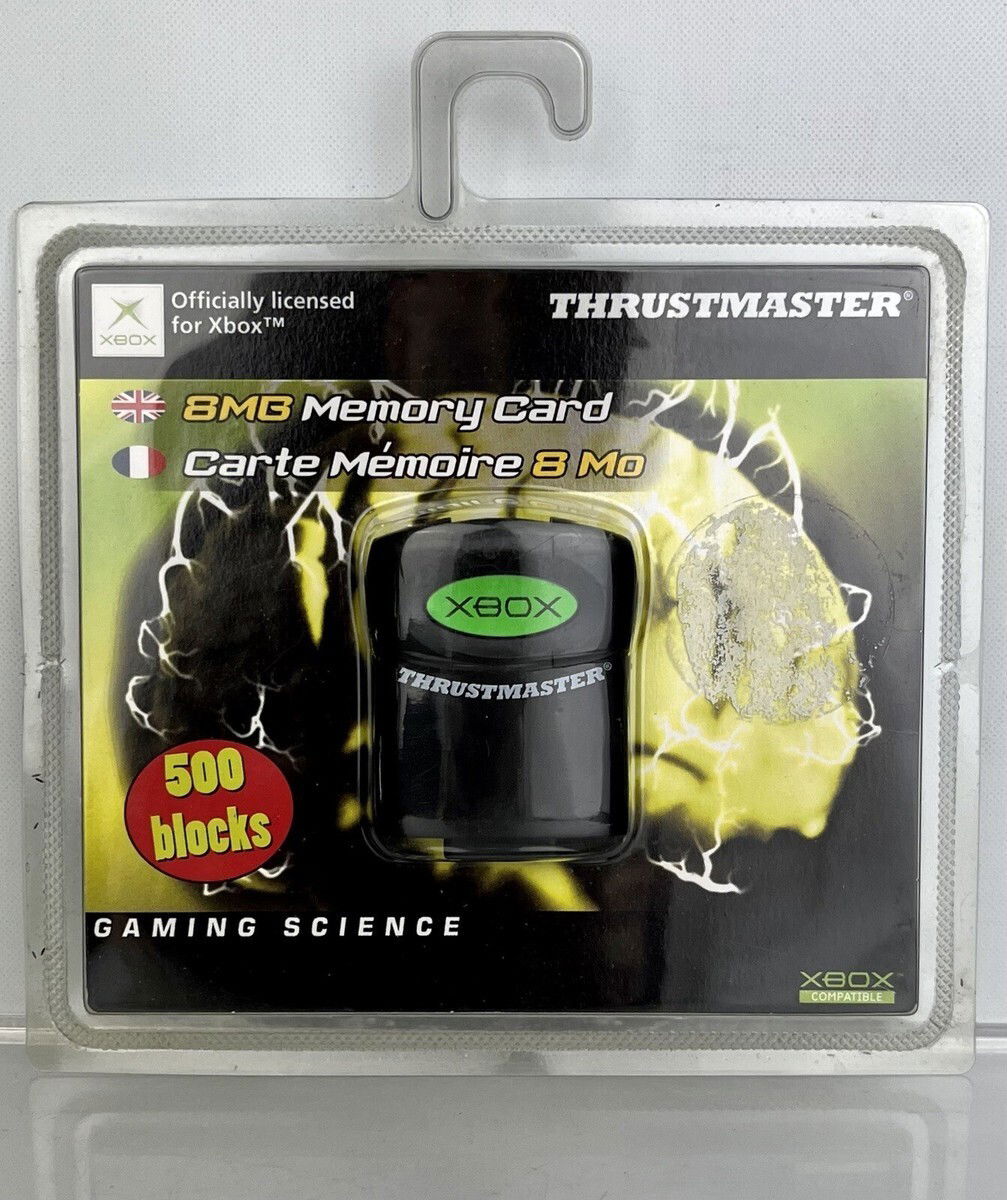 XBOX
Officially licensed
for Xbox™
THRUSTMASTER®
8MB Memory Card
Carte Mémoire 8 Mo
XBOX
THRUSTMASTER®
500
blocks
GAMING SCIENCE
XBOX™
COMPATIBLE